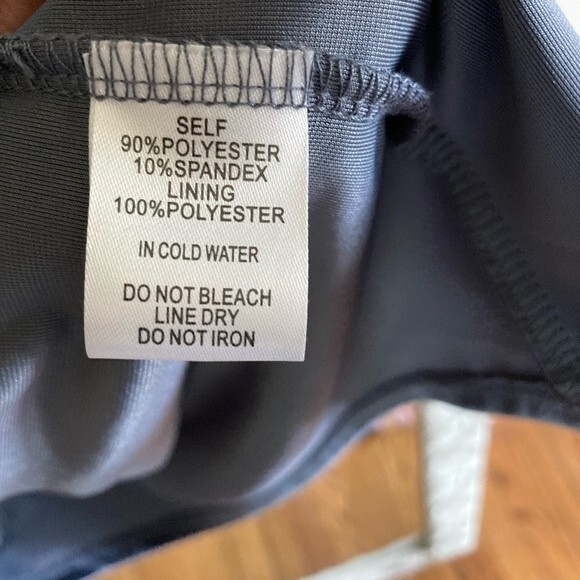 SELF
90%POLYESTER
10%SPANDEX
LINING
100%POLYESTER
IN COLD WATER
DO NOT BLEACH
LINE DRY
DO NOT IRON